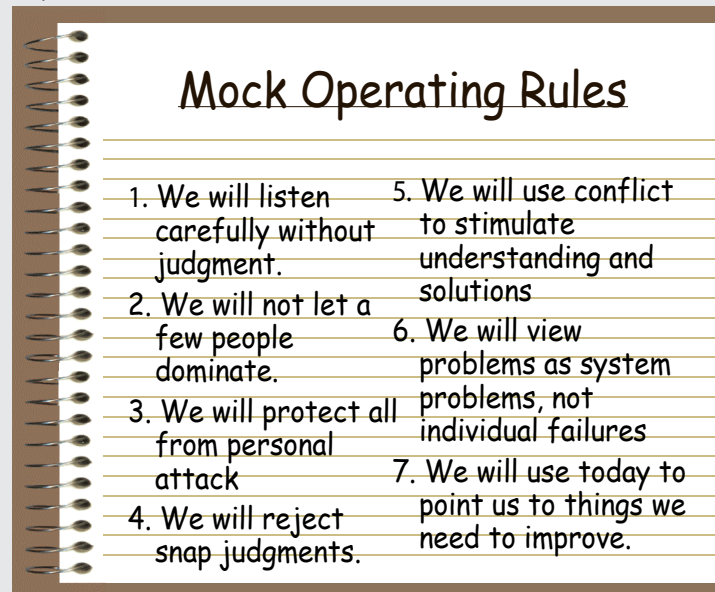 Mock Operating Rules
1. We will listen
carefully without
judgment.
2. We will not let a
few people
dominate.
3. We will protect all
from personal
attack
4. We will reject
snap judgments.
5. We will use conflict
to stimulate
understanding and
solutions
6. We will view
problems as system
problems, not
individual failures
7. We will use today to
point us to things we
need to improve.